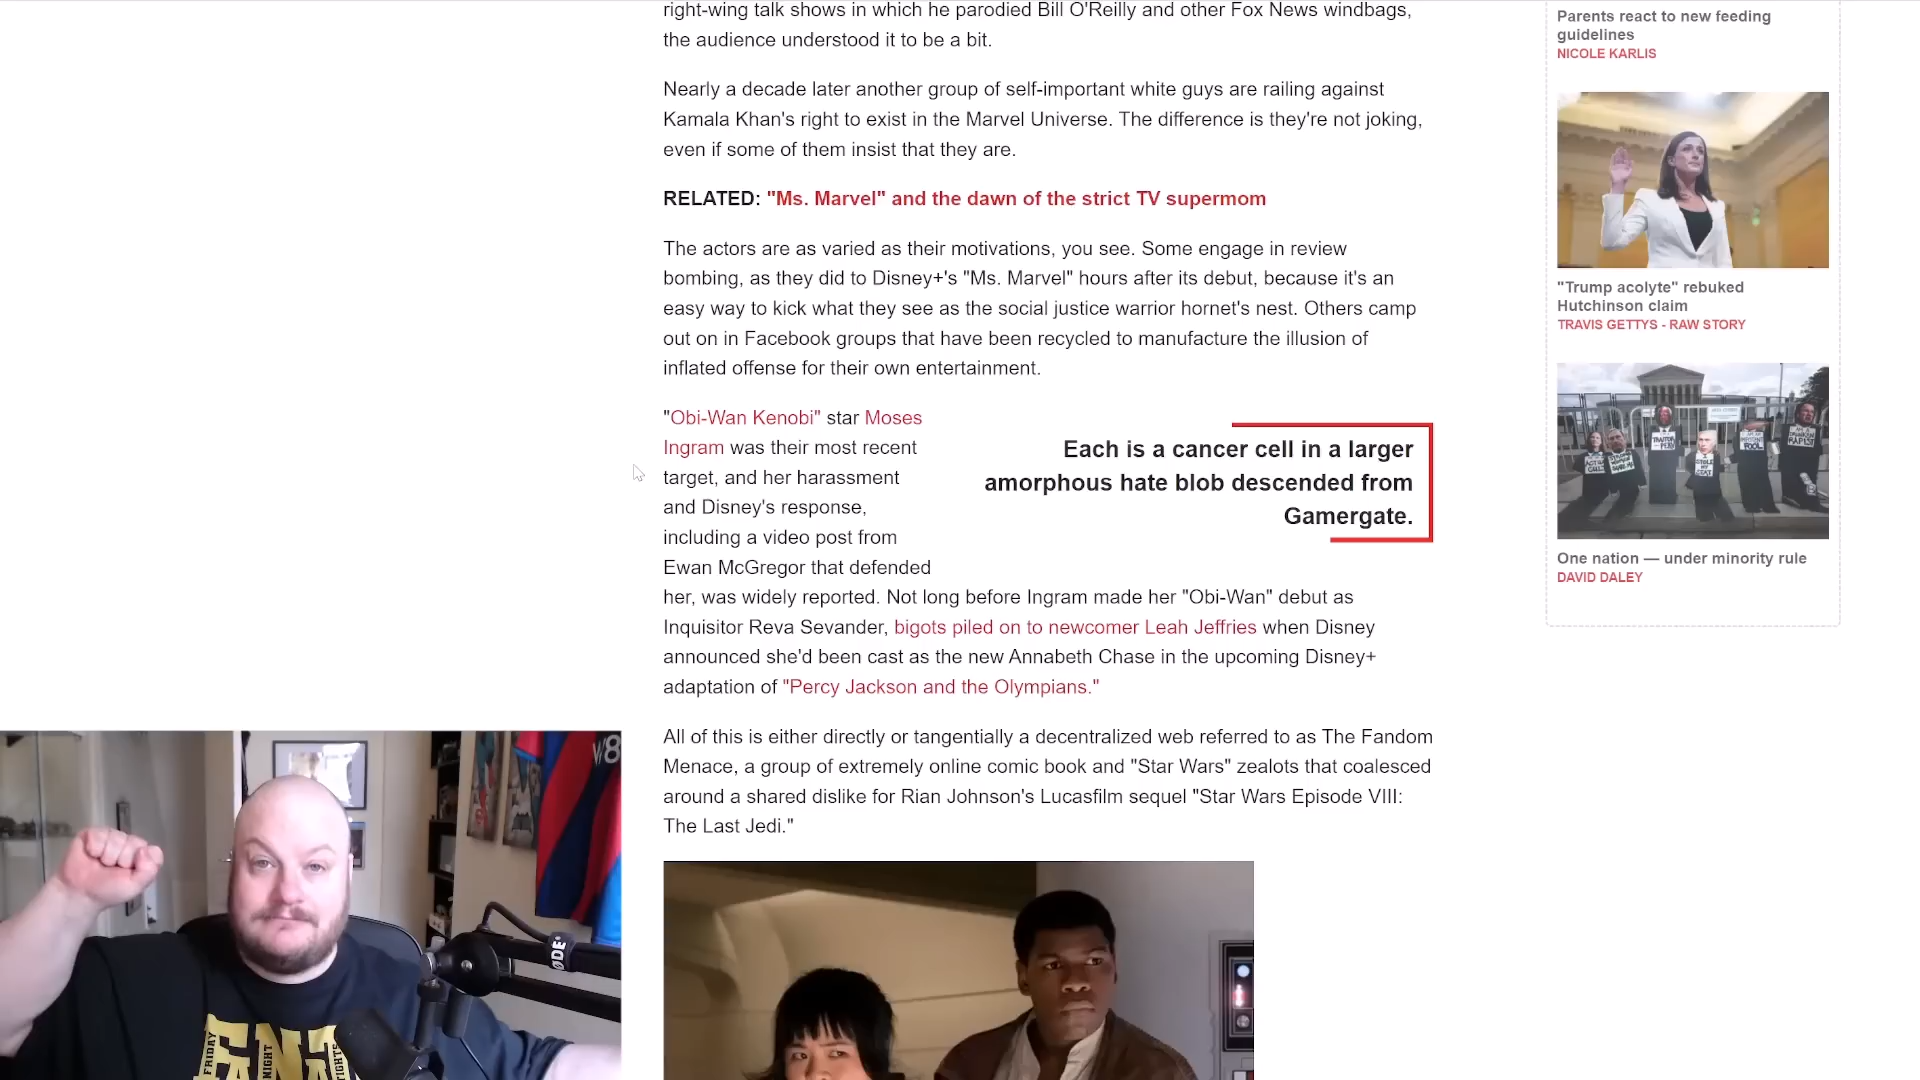 right-wing talk shows in which he parodied Bill O'Reilly and other Fox News windbags,
the audience understood it to be a bit.
Nearly a decade later another group of self-important white guys are railing against
Kamala Khan's right to exist in the Marvel Universe. The difference is they're not joking,
even if some of them insist that they are.
RELATED: "Ms. Marvel" and the dawn of the strict TV supermom
The actors are as varied as their motivations, you see. Some engage in review
bombing, as they did to Disney+'s "Ms. Marvel" hours after its debut, because it's an
easy way to kick what they see as the social justice warrior hornet's nest. Others camp
out on in Facebook groups that have been recycled to manufacture the illusion of
inflated offense for their own entertainment.
"Obi-Wan Kenobi" star Moses
Ingram was their most recent
target, and her harassment
and Disney's response,
including a video post from
Ewan McGregor that defended
her, was widely reported. Not long before Ingram made her "Obi-Wan" debut as
Inquisitor Reva Sevander, bigots piled on to newcomer Leah Jeffries when Disney
announced she'd been cast as the new Annabeth Chase in the upcoming Disney+
adaptation of "Percy Jackson and the Olympians."
Each is a cancer cell in a larger
amorphous hate blob descended from
Gamergate.
All of this is either directly or tangentially a decentralized web referred to as The Fandom
Menace, a group of extremely online comic book and "Star Wars" zealots that coalesced
around a shared dislike for Rian Johnson's Lucasfilm sequel "Star Wars Episode VIII:
The Last Jedi."
Parents react to new feeding
guidelines
NICOLE KARLIS
"Trump acolyte" rebuked
Hutchinson claim
TRAVIS GETTYS - RAW STORY
One nation — under minority rule
DAVID DALEY
RØDE
FRIDAY
NIGHT